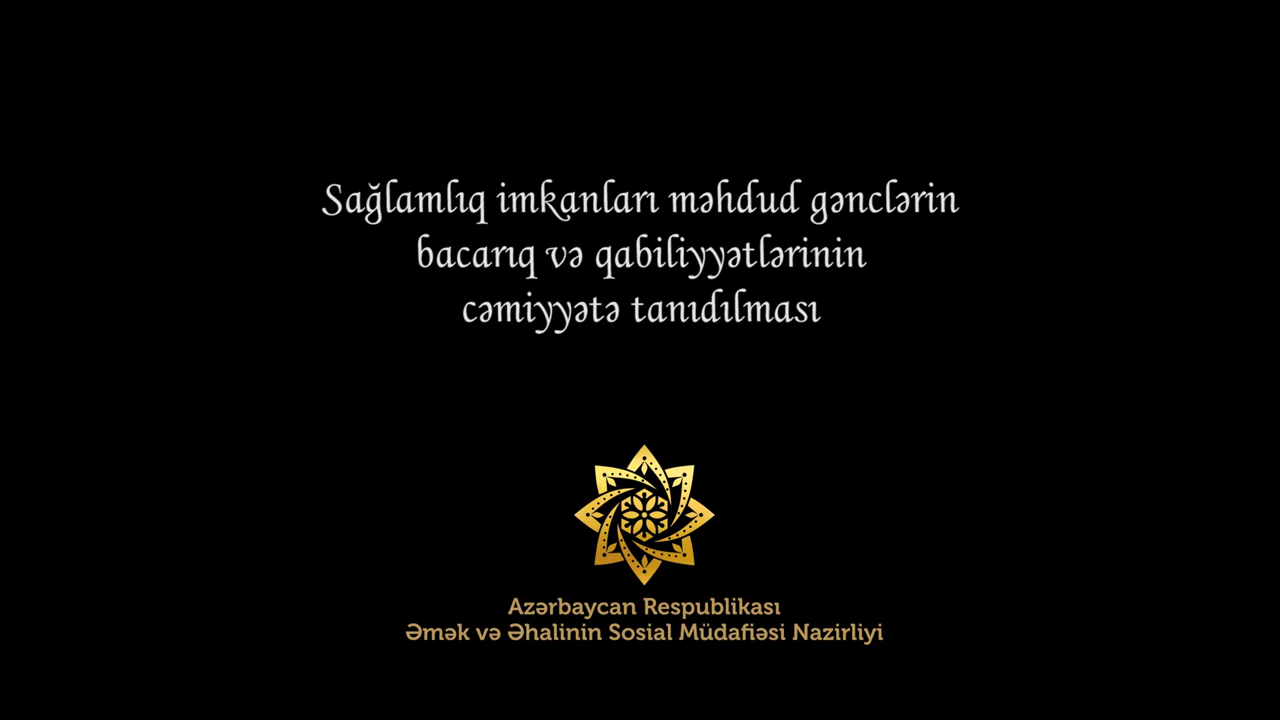 Sağlamlıq imkanları məhdud gənclərin
bacarıq və qabiliyyətlərinin
cəmiyyətə tanıdılması
Azərbaycan Respublikası
Əmək və Əhalinin Sosial Müdafiəsi Nazirliyi